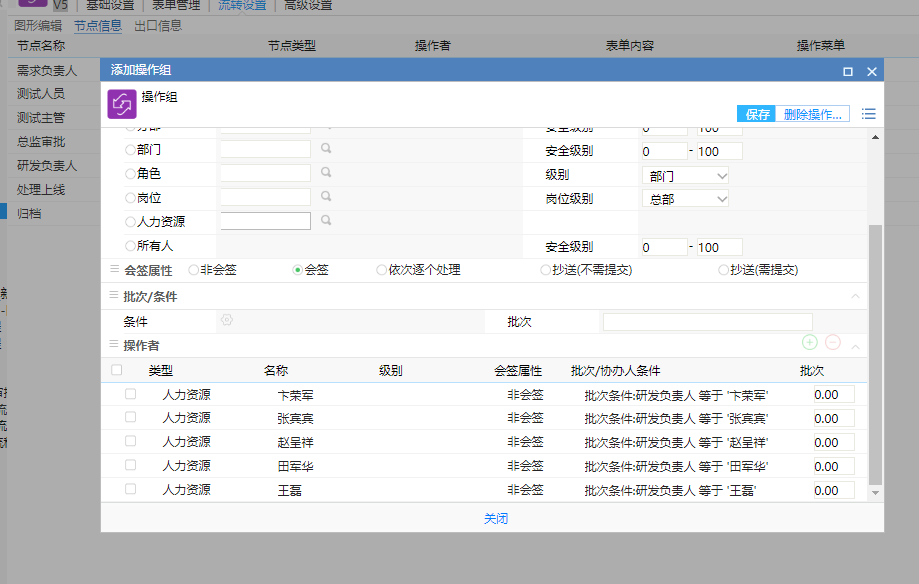 V5 | 基础设置 | 表单管理 | 流转设置 | 高级设置
图形编辑 节点信息 出口信息
节点名称 节点类型 操作者 表单内容 操作菜单
需求负责人
测试人员
测试主管
总监审批
研发负责人
处理上线
归档
添加操作组
操作组
保存 删除操作...
分部 安全级别 0 - 100
部门 安全级别 0 - 100
角色 级别 部门
岗位 岗位级别 总部
人力资源
所有人 安全级别 0 - 100
会签属性 非会签 会签 依次逐个处理 抄送(不需提交) 抄送(需提交)
批次/条件
条件 批次
操作者
类型 名称 级别 会签属性 批次/协办人条件 批次
人力资源 卞荣军 非会签 批次条件:研发负责人 等于 '卞荣军' 0.00
人力资源 张宾宾 非会签 批次条件:研发负责人 等于 '张宾宾' 0.00
人力资源 赵呈祥 非会签 批次条件:研发负责人 等于 '赵呈祥' 0.00
人力资源 田军华 非会签 批次条件:研发负责人 等于 '田军华' 0.00
人力资源 王磊 非会签 批次条件:研发负责人 等于 '王磊' 0.00
关闭